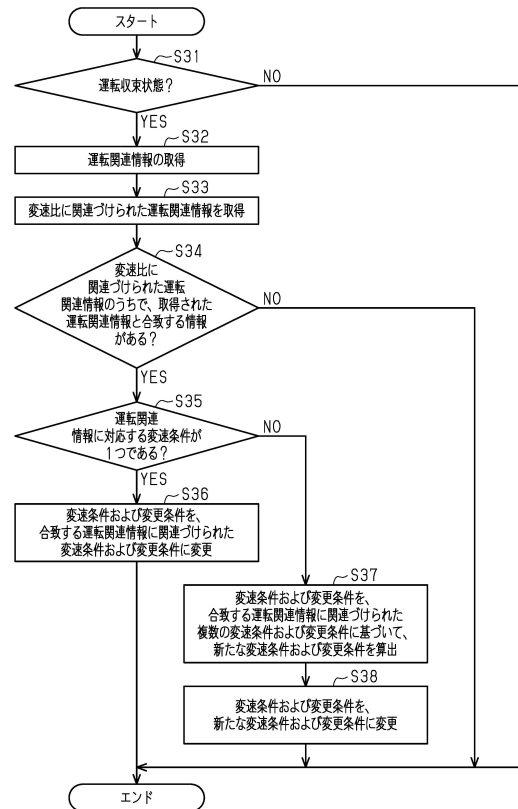 スタート
S31
運転収束状態？
NO
YES
S32
運転関連情報の取得
S33
変速比に関連づけられた運転関連情報を取得
S34
変速比に
関連づけられた運転
関連情報のうちで、取得された
運転関連情報と合致する情報
がある？
NO
YES
S35
運転関連
情報に対応する変速条件が
1つである？
NO
YES
S36
変速条件および変更条件を、
合致する運転関連情報に関連づけられた
変速条件および変更条件に変更
S37
変速条件および変更条件を、
合致する運転関連情報に関連づけられた
複数の変速条件および変更条件に基づいて、
新たな変速条件および変更条件を算出
S38
変速条件および変更条件を、
新たな変速条件および変更条件に変更
エンド